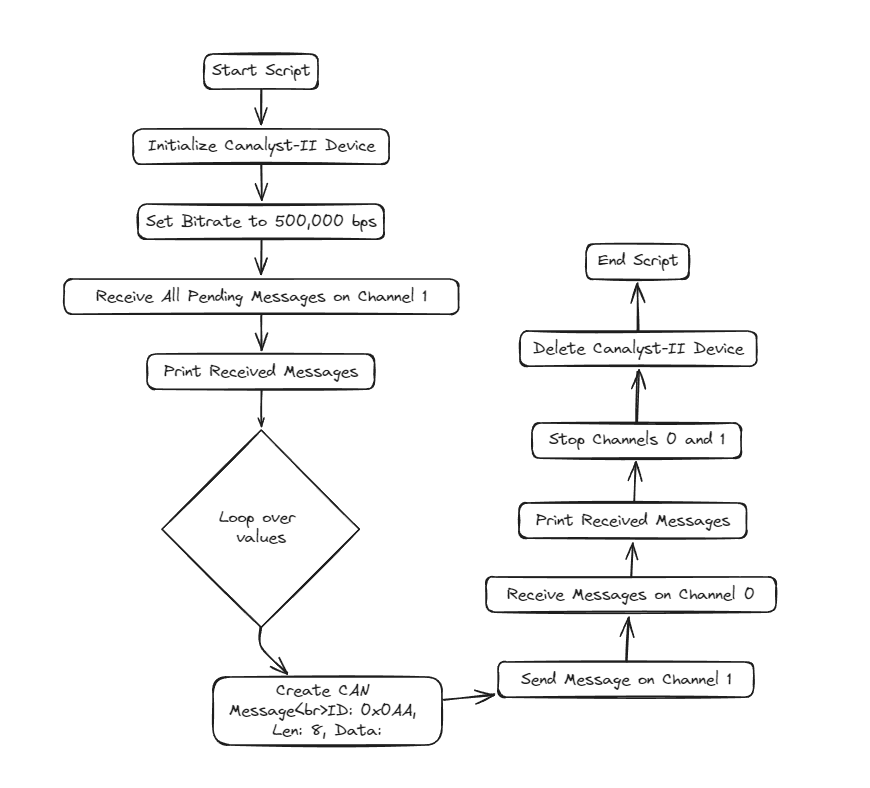 Start Script
Initialize Canalyst-II Device
Set Bitrate to 500,000 bps
Receive All Pending Messages on Channel 1
Print Received Messages
Loop over
values
Create CAN
Message<br>ID: 0x0AA,
Len: 8, Data:
Send Message on Channel 1
Receive Messages on Channel 0
Print Received Messages
Stop Channels 0 and 1
Delete Canalyst-II Device
End Script